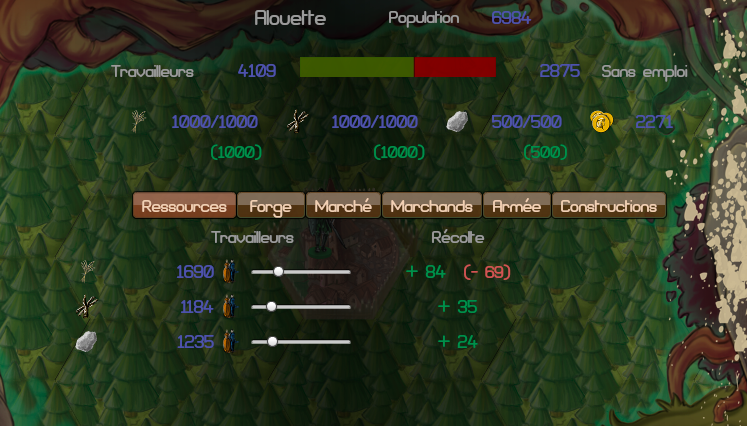 Alouette Population 6984
Travailleurs 4109 2875 Sans emploi
1000/1000 1000/1000 500/500 2271
(1000) (1000) (500)
Ressources Forge Marché Marchands Armée Constructions
Travailleurs Récolte
1690 + 84 (- 69)
1184 + 35
1235 + 24